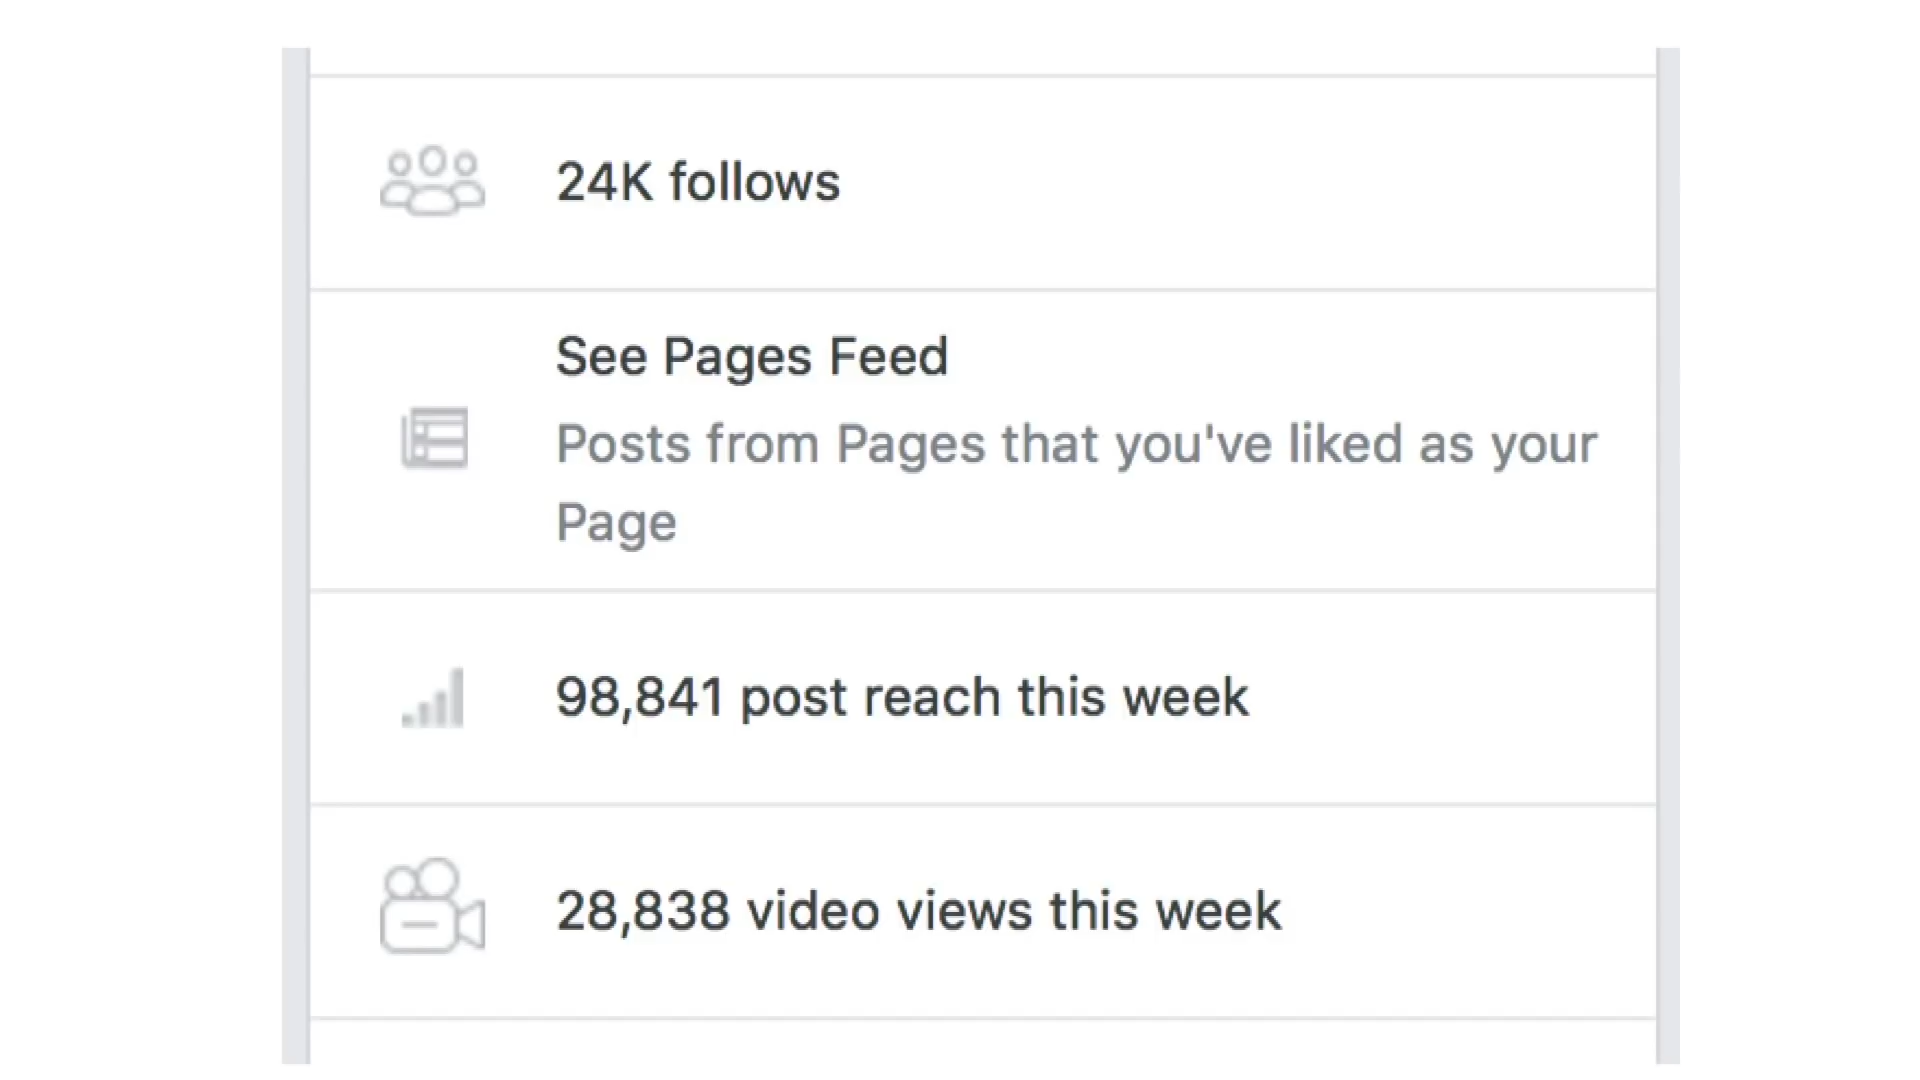 24K follows
See Pages Feed
Posts from Pages that you've liked as your
Page
98,841 post reach this week
28,838 video views this week